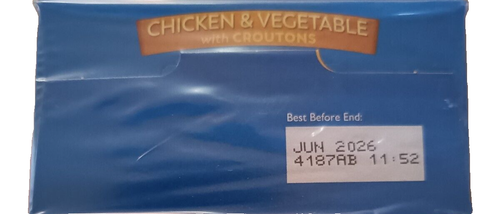 CHICKEN & VEGETABLE
with CROUTONS
Best Before End:
JUN 2026
4187AB 11:52